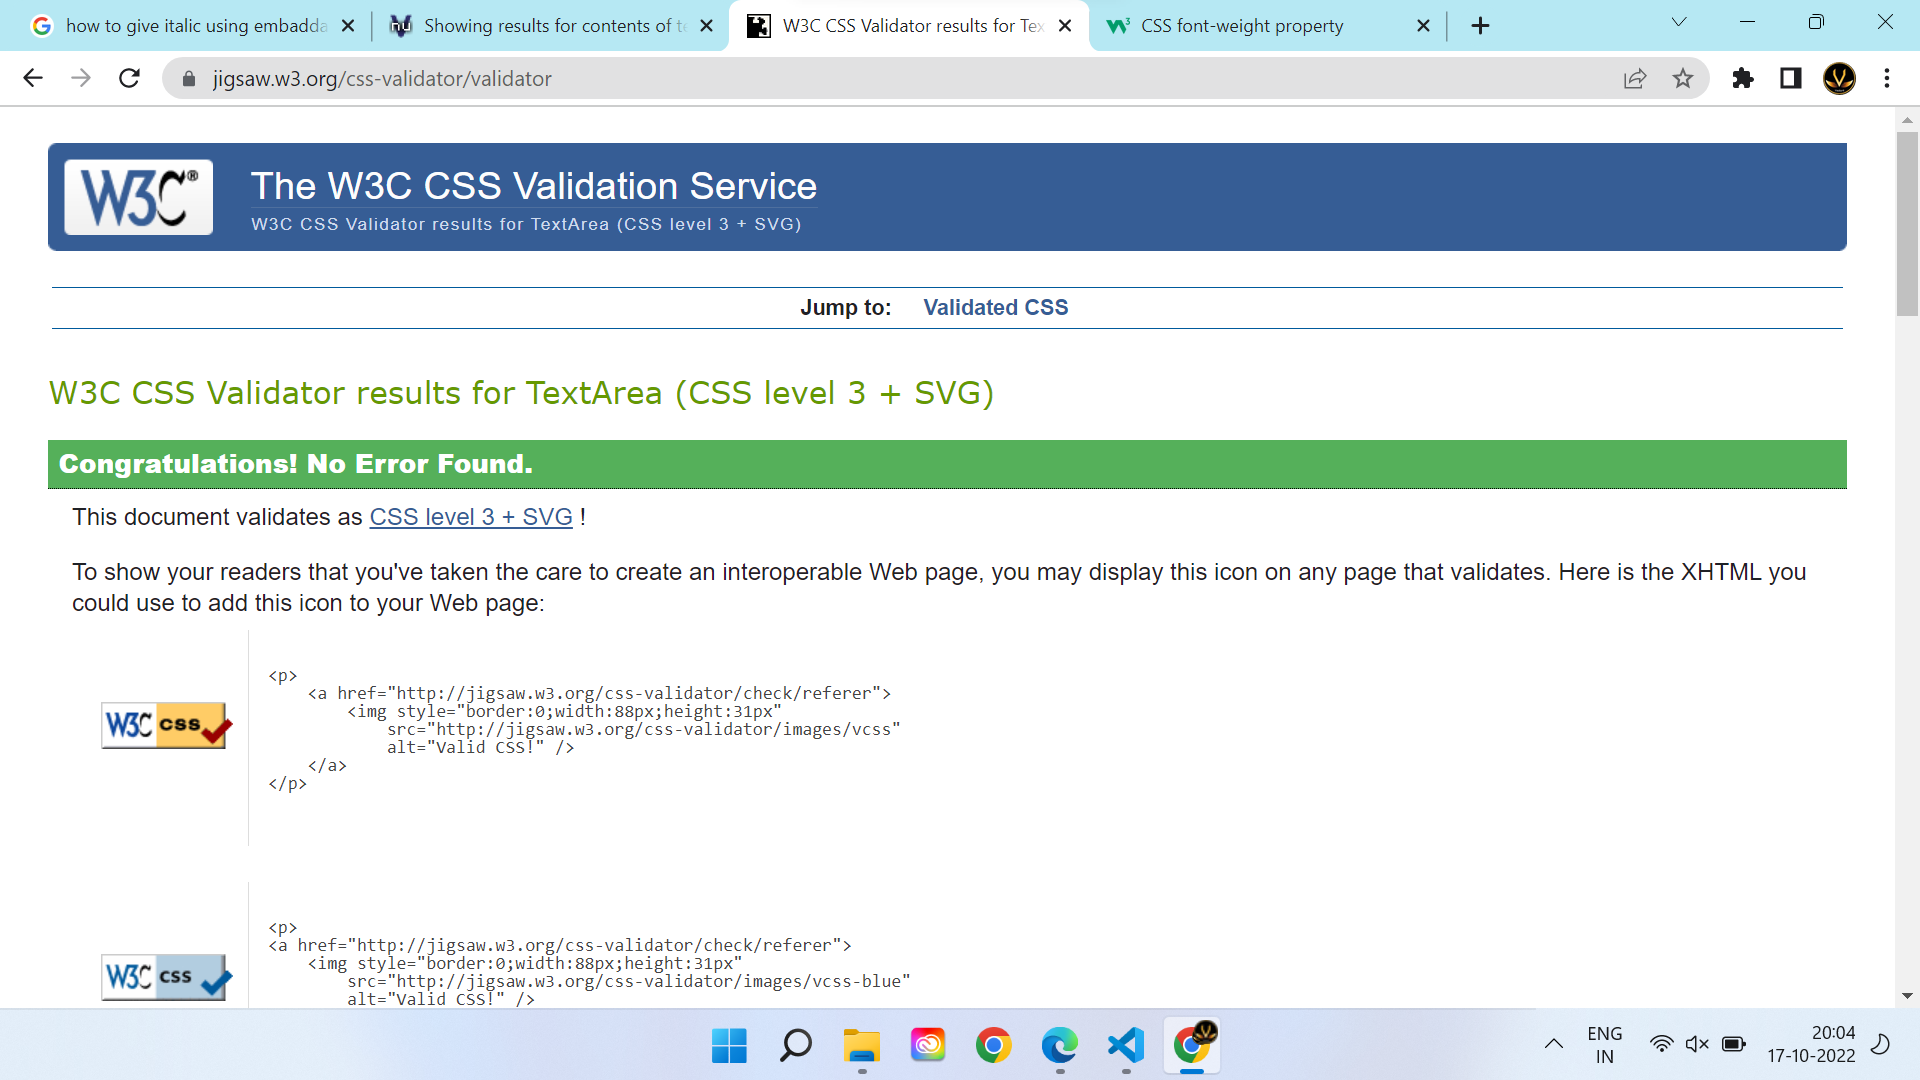 how to give italic using embadda
Showing results for contents of te
W3C CSS Validator results for Tex
CSS font-weight property
jigsaw.w3.org/css-validator/validator
W3C®
The W3C CSS Validation Service
W3C CSS Validator results for TextArea (CSS level 3 + SVG)
Jump to: Validated CSS
W3C CSS Validator results for TextArea (CSS level 3 + SVG)
Congratulations! No Error Found.
This document validates as CSS level 3 + SVG !
To show your readers that you've taken the care to create an interoperable Web page, you may display this icon on any page that validates. Here is the XHTML you
could use to add this icon to your Web page:
W3C css
<p>
<a href="http://jigsaw.w3.org/css-validator/check/referer">
<img style="border:0;width:88px;height:31px"
src="http://jigsaw.w3.org/css-validator/images/vcss"
alt="Valid CSS!" />
</a>
</p>
W3C css
<p>
<a href="http://jigsaw.w3.org/css-validator/check/referer">
<img style="border:0;width:88px;height:31px"
src="http://jigsaw.w3.org/css-validator/images/vcss-blue"
alt="Valid CSS!" />
ENG
IN
20:04
17-10-2022